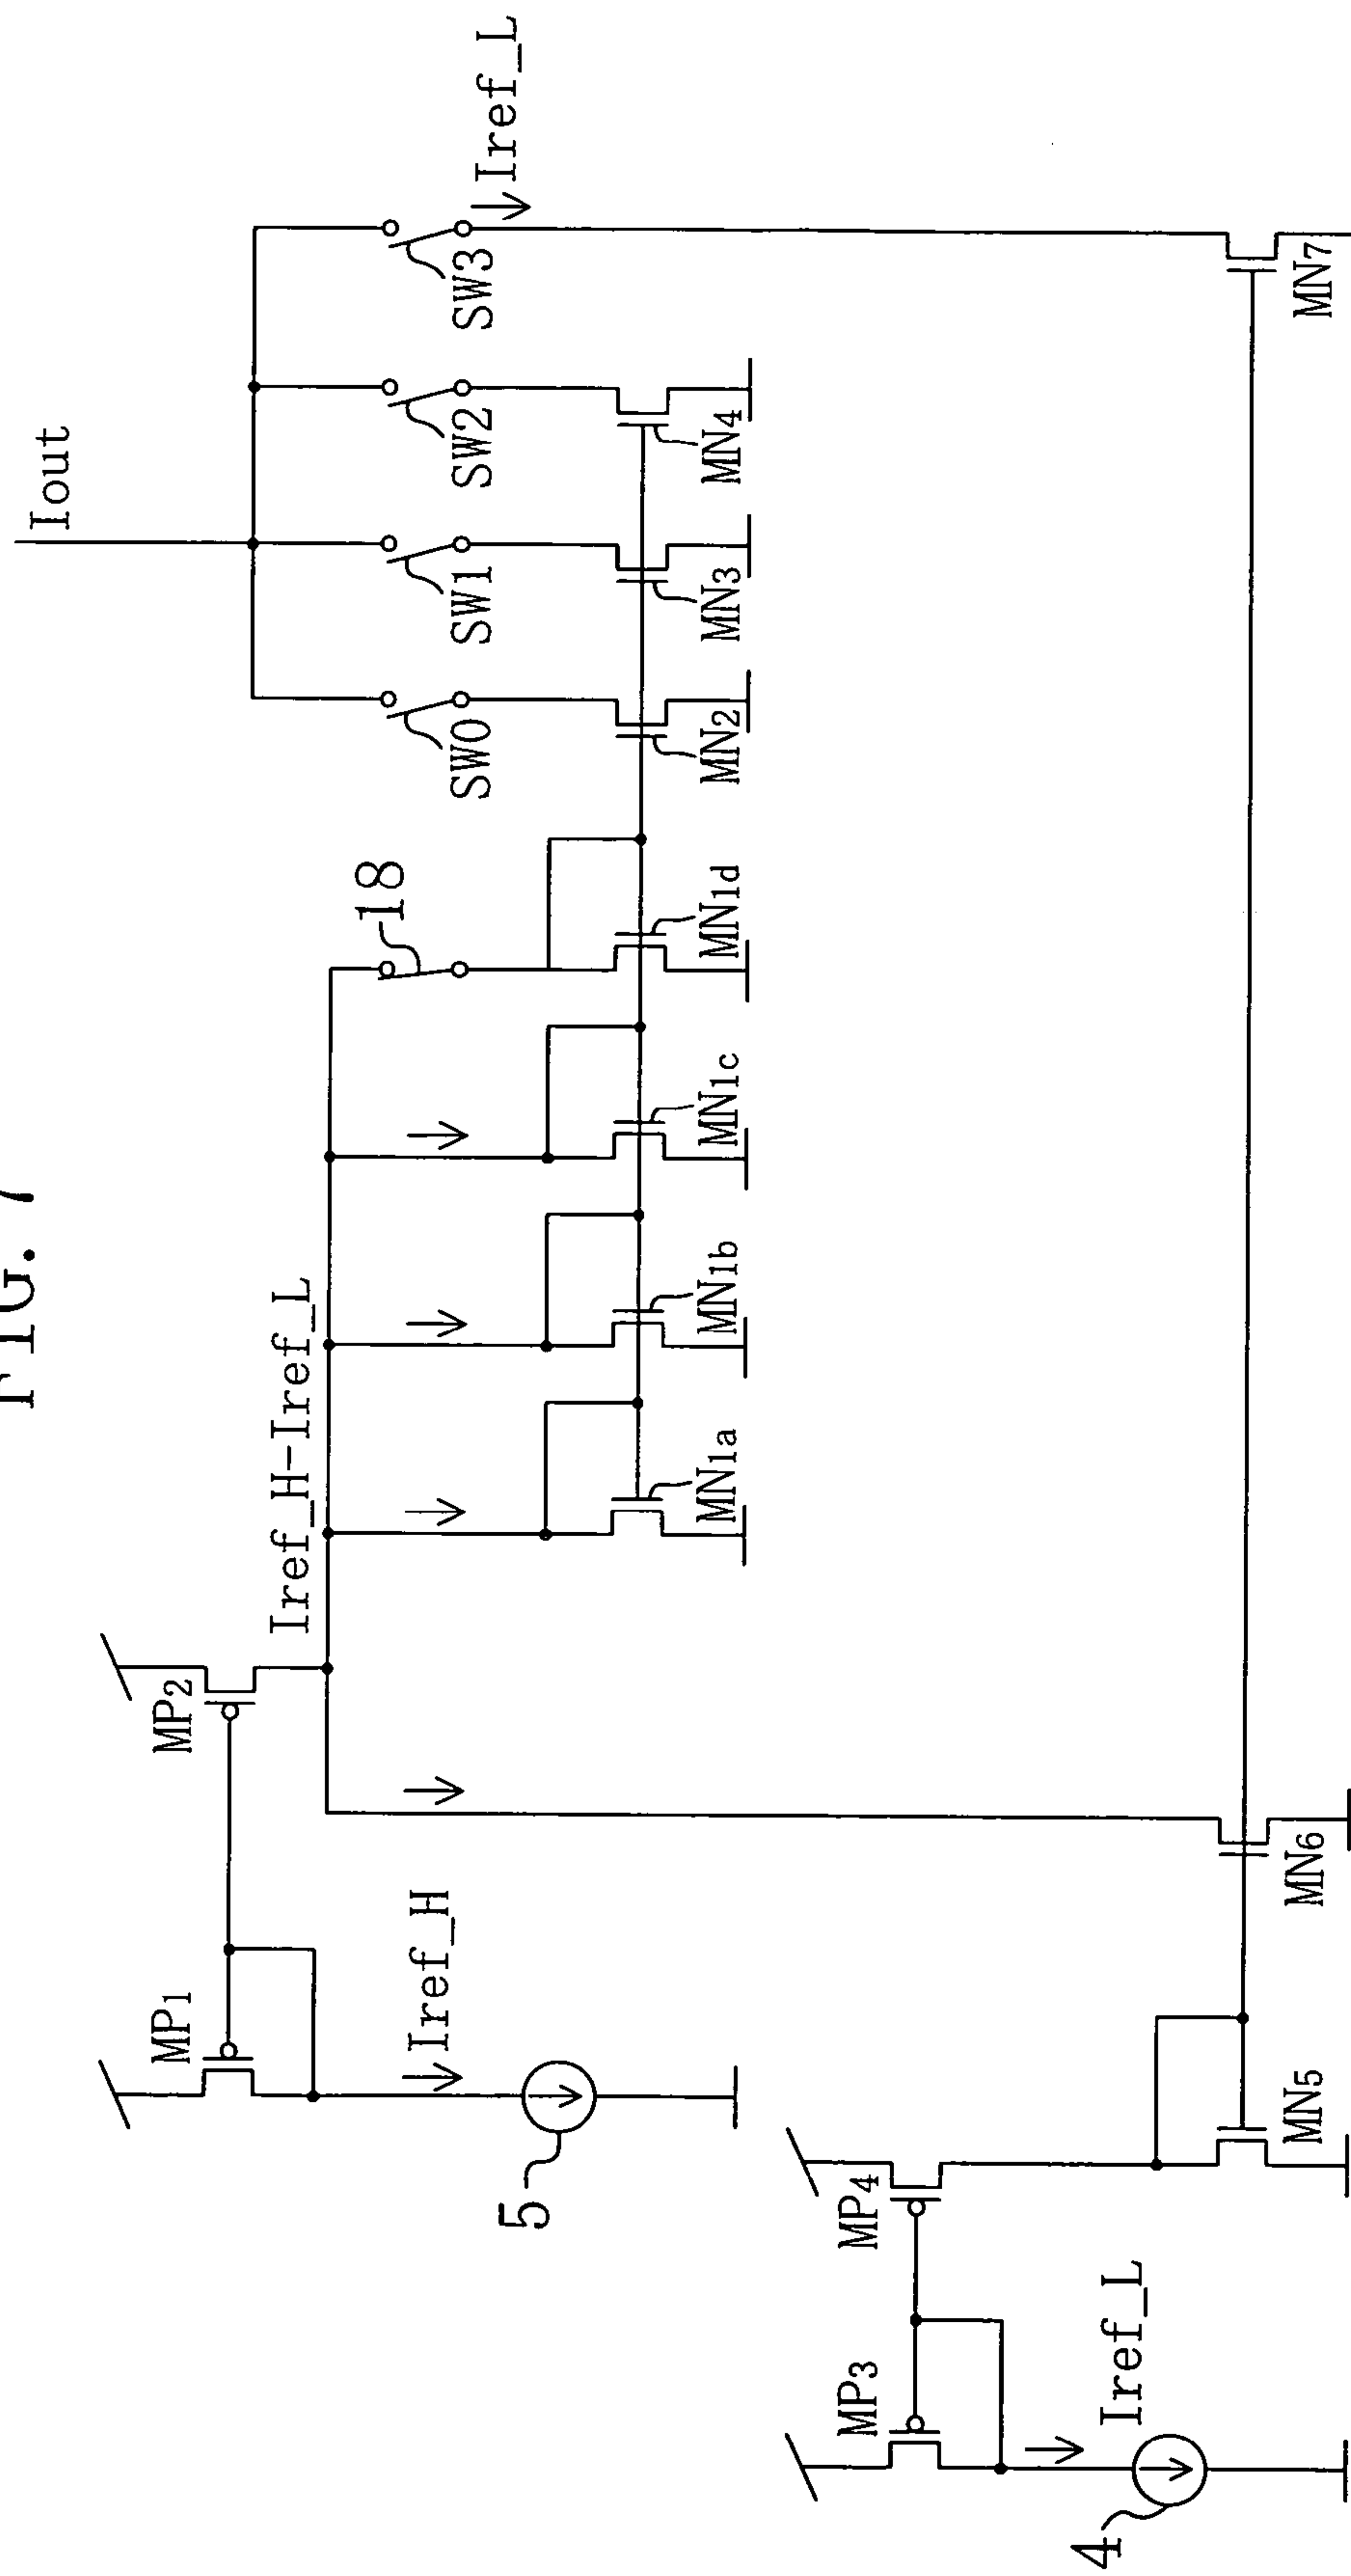 FIG. 7
Iout
Iref_L
SW0
SW1
SW2
SW3
18
Iref_H-Iref_L
MP1
MP2
Iref_H
5
MN1a
MN1b
MN1c
MN1d
MN2
MN3
MN4
MP3
MP4
Iref_L
4
MN5
MN6
MN7